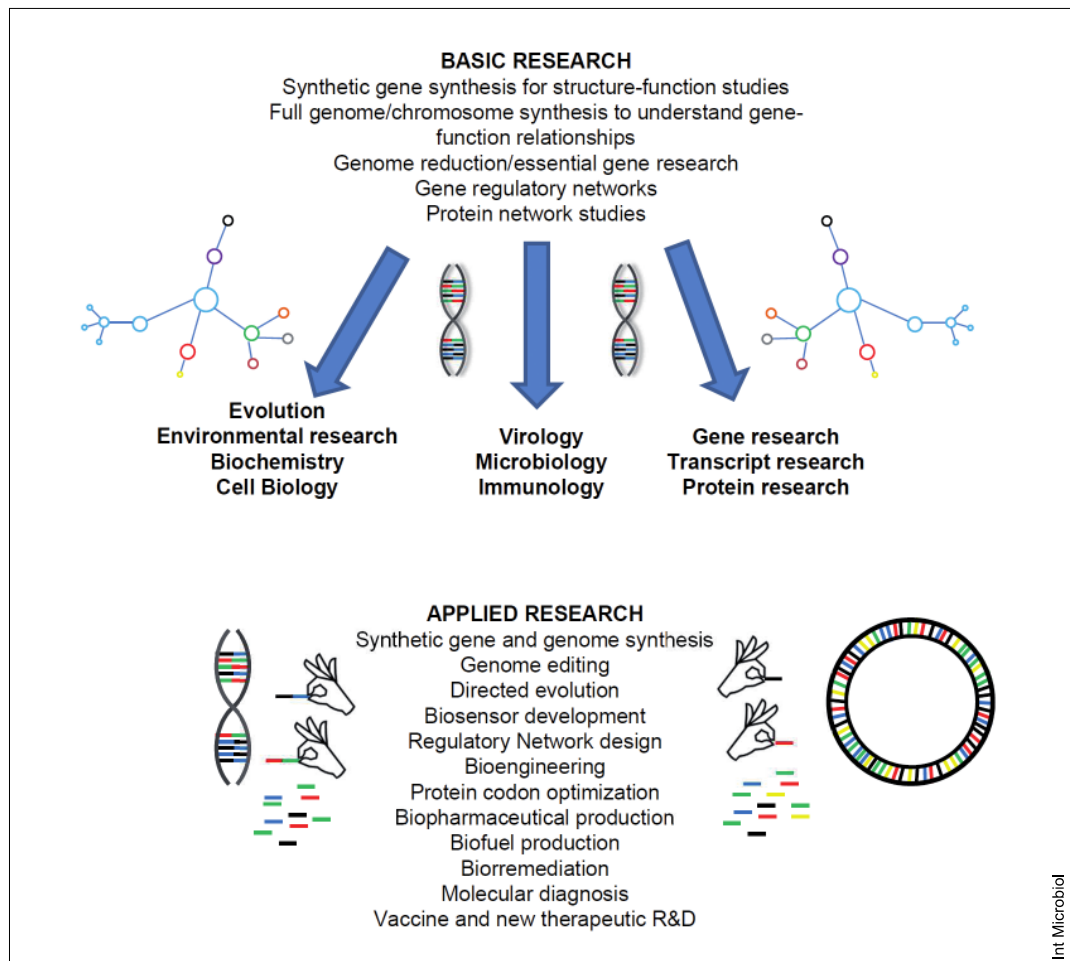 BASIC RESEARCH
Synthetic gene synthesis for structure-function studies
Full genome/chromosome synthesis to understand gene-
function relationships
Genome reduction/essential gene research
Gene regulatory networks
Protein network studies
Evolution
Environmental research
Biochemistry
Cell Biology
Virology
Microbiology
Immunology
Gene research
Transcript research
Protein research
APPLIED RESEARCH
Synthetic gene and genome synthesis
Genome editing
Directed evolution
Biosensor development
Regulatory Network design
Bioengineering
Protein codon optimization
Biopharmaceutical production
Biofuel production
Biorremediation
Molecular diagnosis
Vaccine and new therapeutic R&D
Int Microbiol